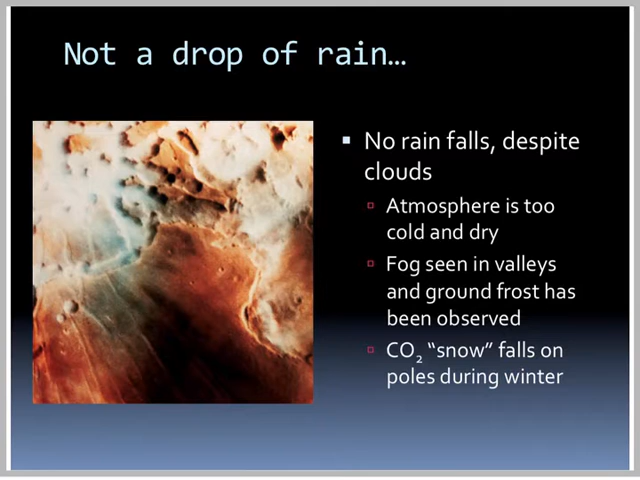 Not a drop of rain…
▪ No rain falls, despite
clouds
▫ Atmosphere is too
cold and dry
▫ Fog seen in valleys
and ground frost has
been observed
▫ CO₂ “snow” falls on
poles during winter